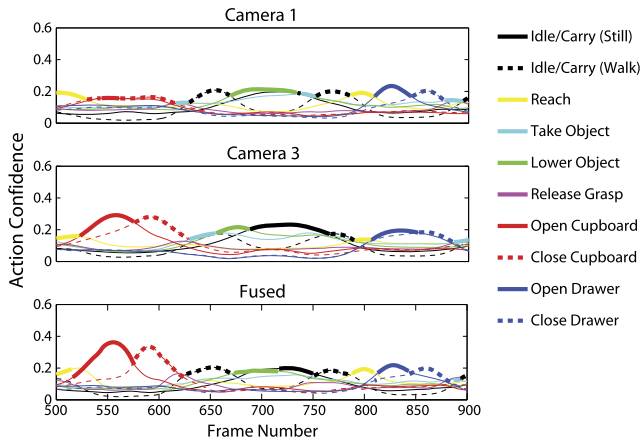 Camera 1
0.6
0.4
0.2
0
Camera 3
0.6
0.4
0.2
0
Fused
0.6
0.4
0.2
0
500 550 600 650 700 750 800 850 900
Frame Number
Action Confidence
Idle/Carry (Still)
Idle/Carry (Walk)
Reach
Take Object
Lower Object
Release Grasp
Open Cupboard
Close Cupboard
Open Drawer
Close Drawer